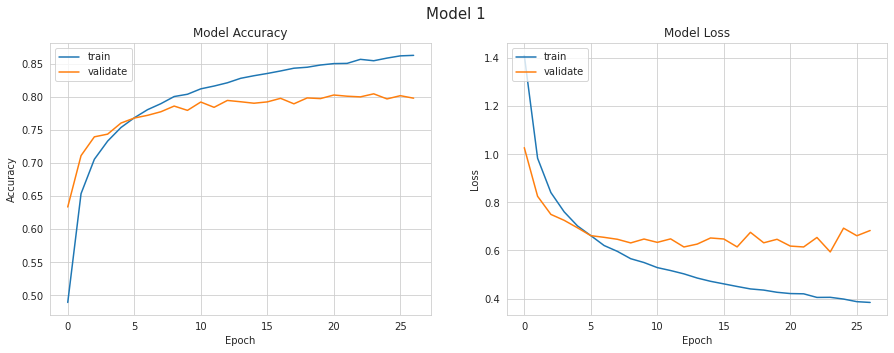 Model 1
Model Accuracy
train
validate
0.85
0.80
0.75
0.70
0.65
0.60
0.55
0.50
Accuracy
0
5
10
15
20
25
Epoch
Model Loss
train
validate
1.4
1.2
1.0
0.8
0.6
0.4
Loss
0
5
10
15
20
25
Epoch